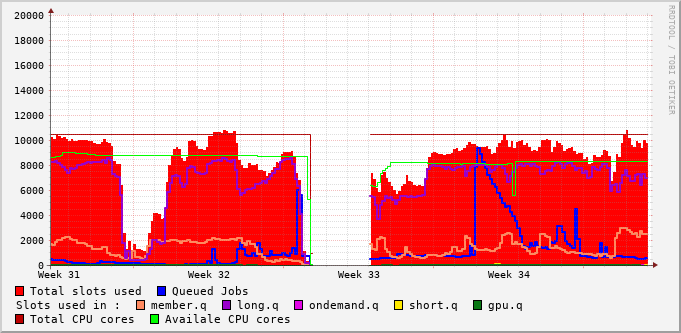 RRDTOOL / TOBI OETIKER
20000
18000
16000
14000
12000
10000
8000
6000
4000
2000
0
Week 31 Week 32 Week 33 Week 34
Total slots used Queued Jobs
Slots used in : member.q long.q ondemand.q short.q gpu.q
Total CPU cores Availale CPU cores